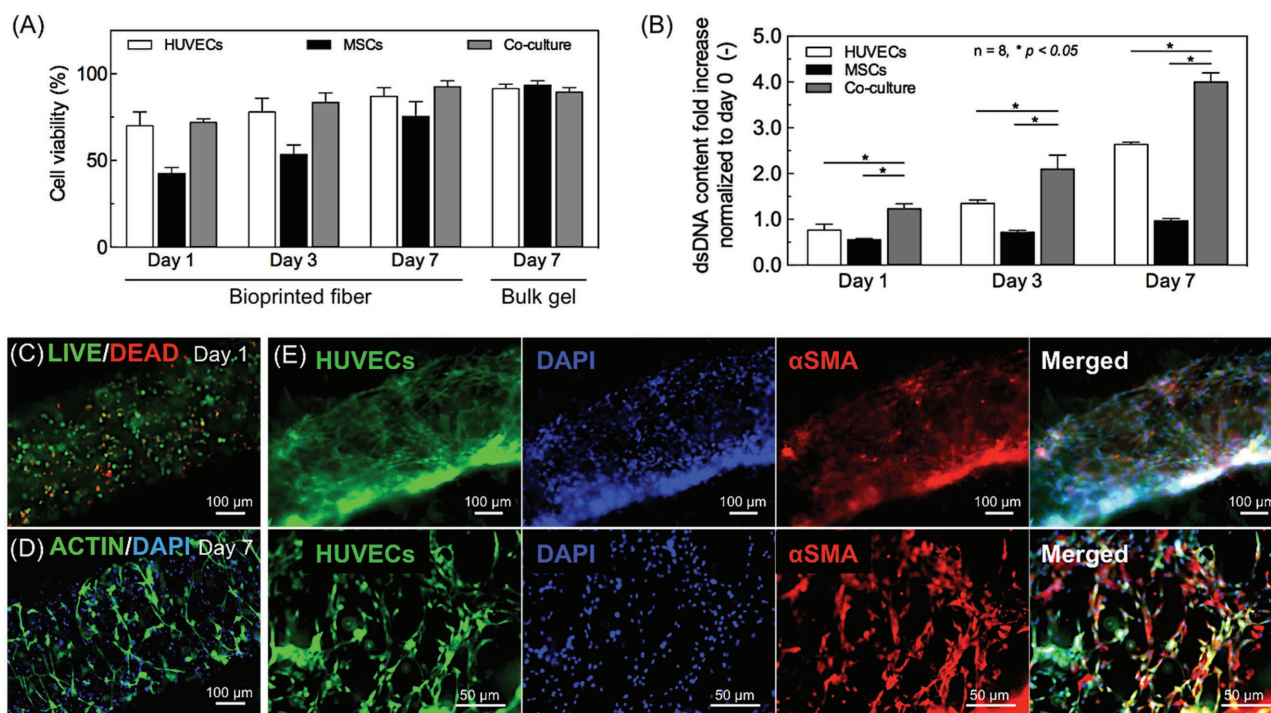 (A)
HUVECs MSCs Co-culture
Cell viability (%)
100
50
0
Day 1 Day 3 Day 7 Day 7
Bioprinted fiber Bulk gel
(B)
HUVECs
MSCs
Co-culture
n = 8, * p < 0.05
dsDNA content fold increase
normalized to day 0 (-)
5.0
4.0
3.0
2.0
1.0
0.0
* * * * * *
Day 1 Day 3 Day 7
(C) LIVE/DEAD Day 1
100 µm
(E) HUVECs DAPI αSMA Merged
100 µm 100 µm 100 µm 100 µm
(D) ACTIN/DAPI Day 7
100 µm
HUVECs DAPI αSMA Merged
50 µm 50 µm 50 µm 50 µm